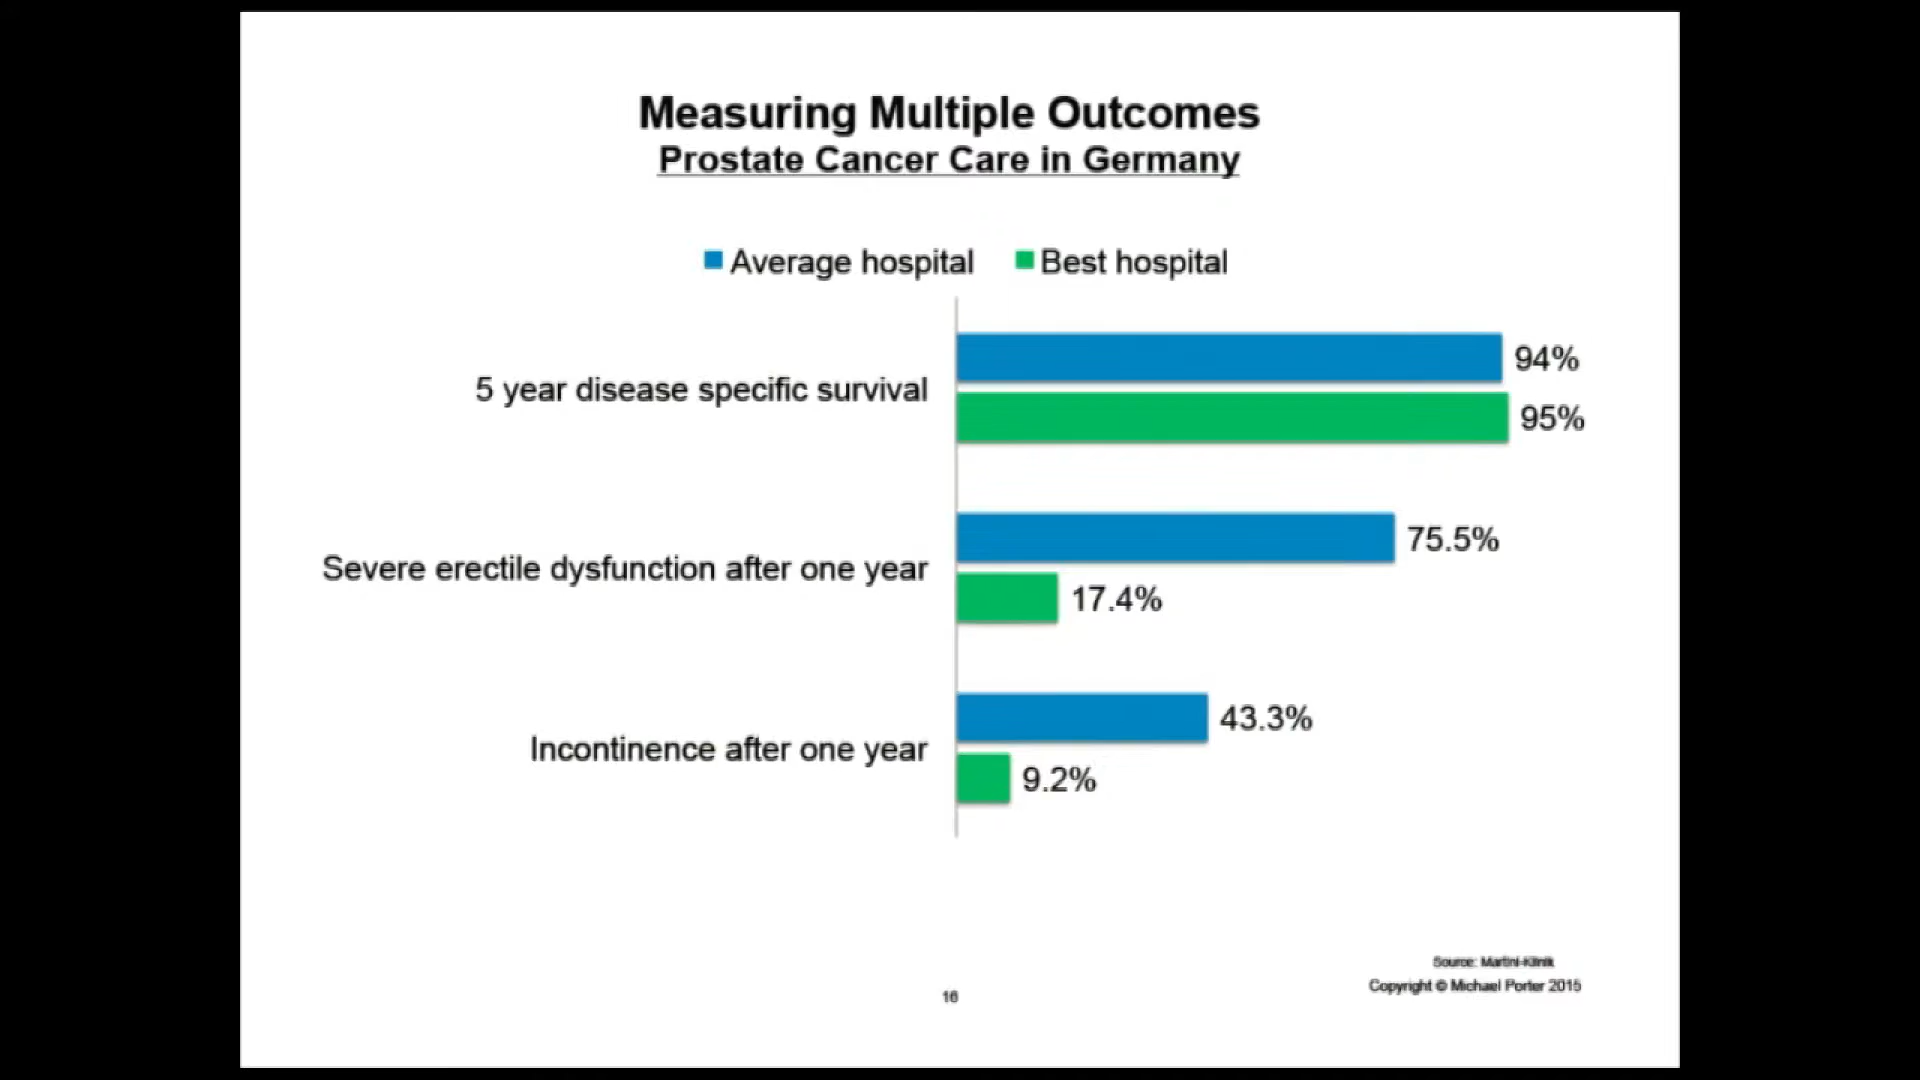 Measuring Multiple Outcomes
Prostate Cancer Care in Germany
Average hospital Best hospital
5 year disease specific survival
94%
95%
Severe erectile dysfunction after one year
75.5%
17.4%
Incontinence after one year
43.3%
9.2%
Source: Martini-Klinik
Copyright © Michael Porter 2015
16